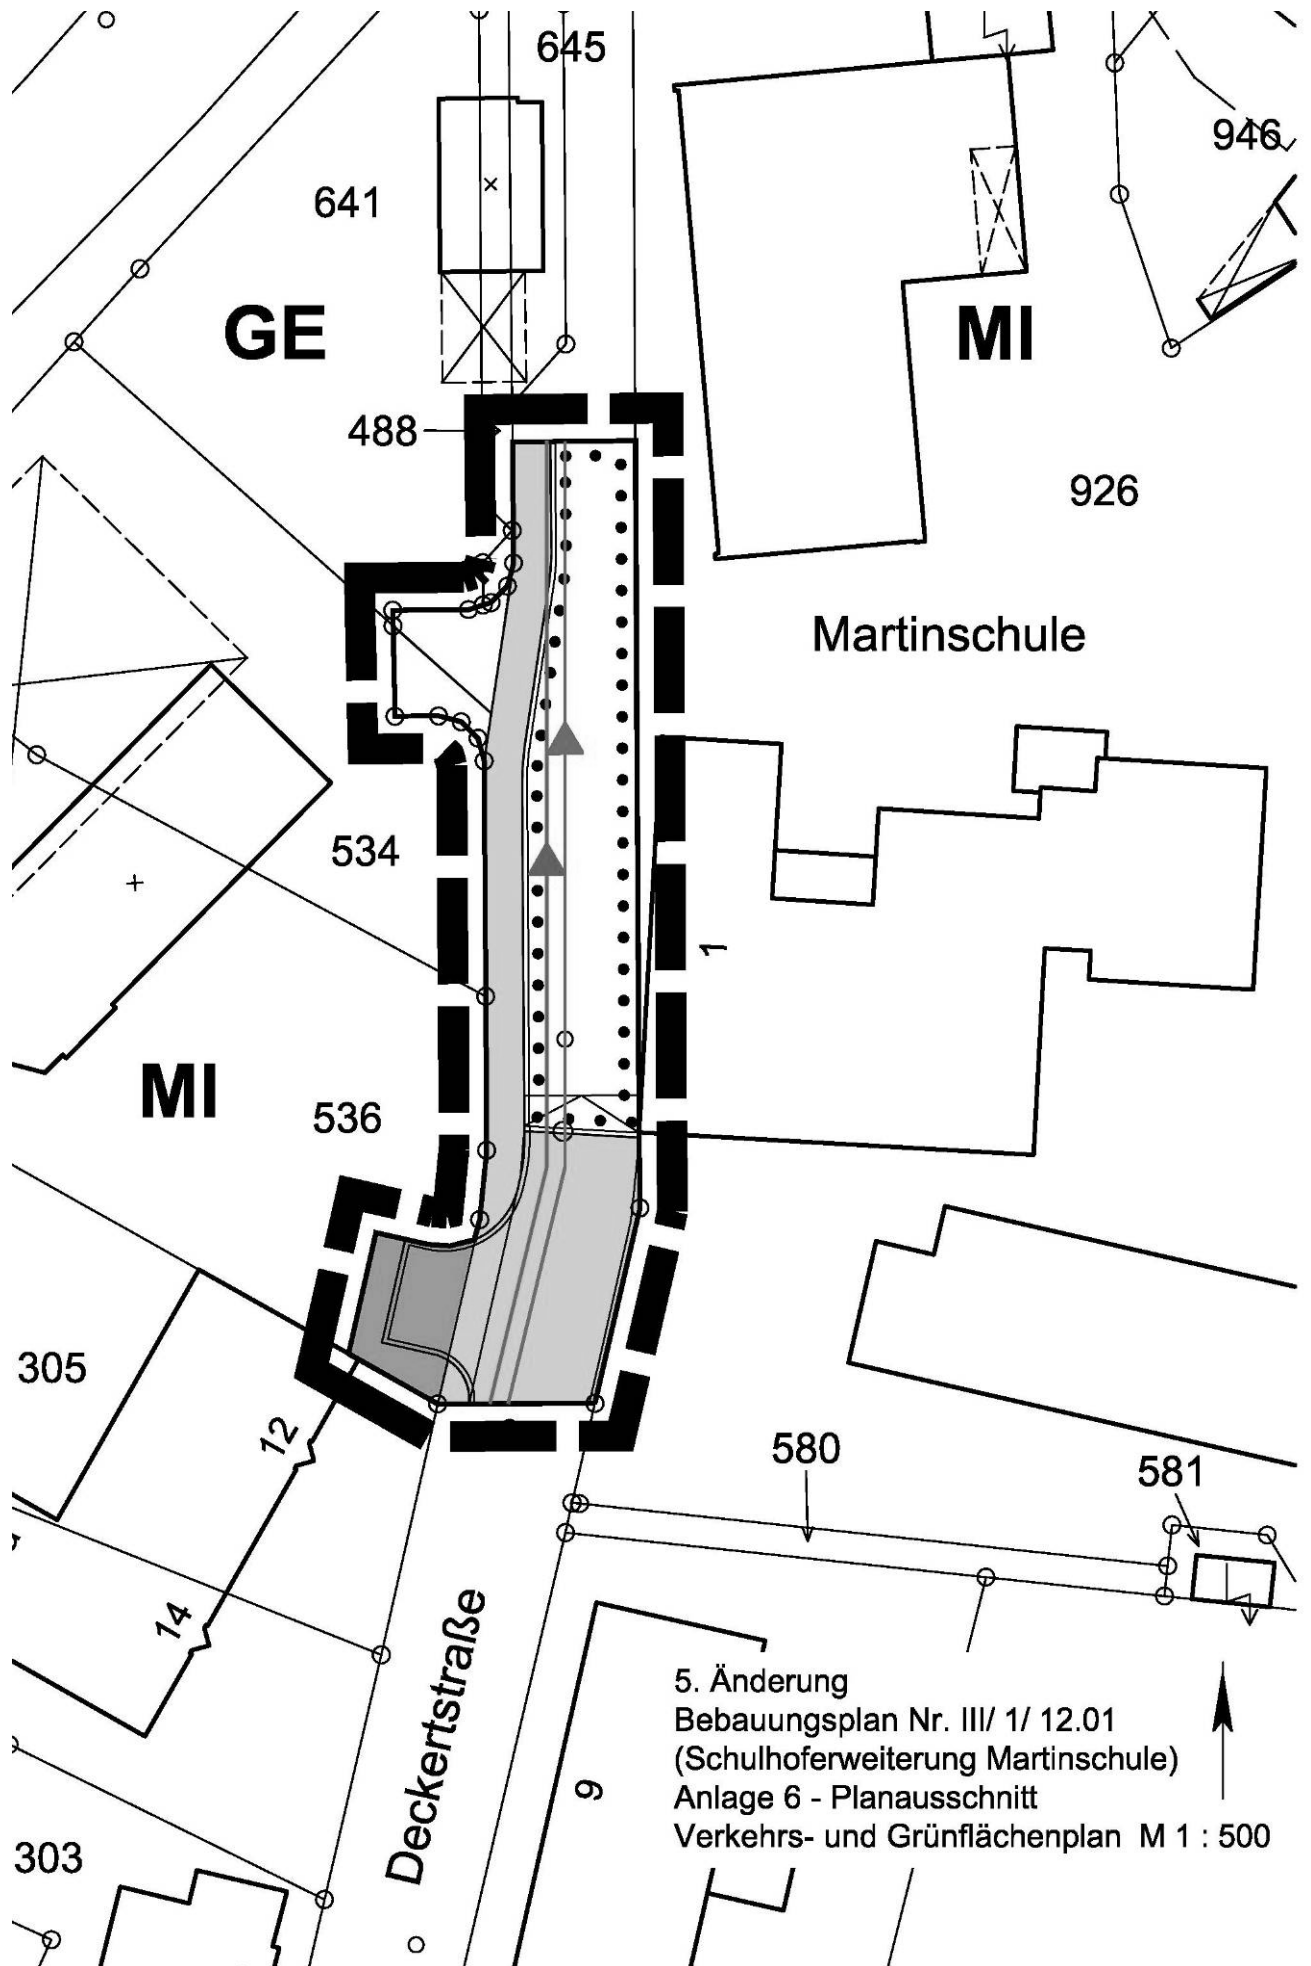 645
946
641
GE
MI
488
926
Martinschule
534
1
MI
536
305
12
580
581
14
Deckertstraße
9
303
5. Änderung
Bebauungsplan Nr. III/ 1/ 12.01
(Schulhoferweiterung Martinschule)
Anlage 6 - Planausschnitt
Verkehrs- und Grünflächenplan M 1 : 500